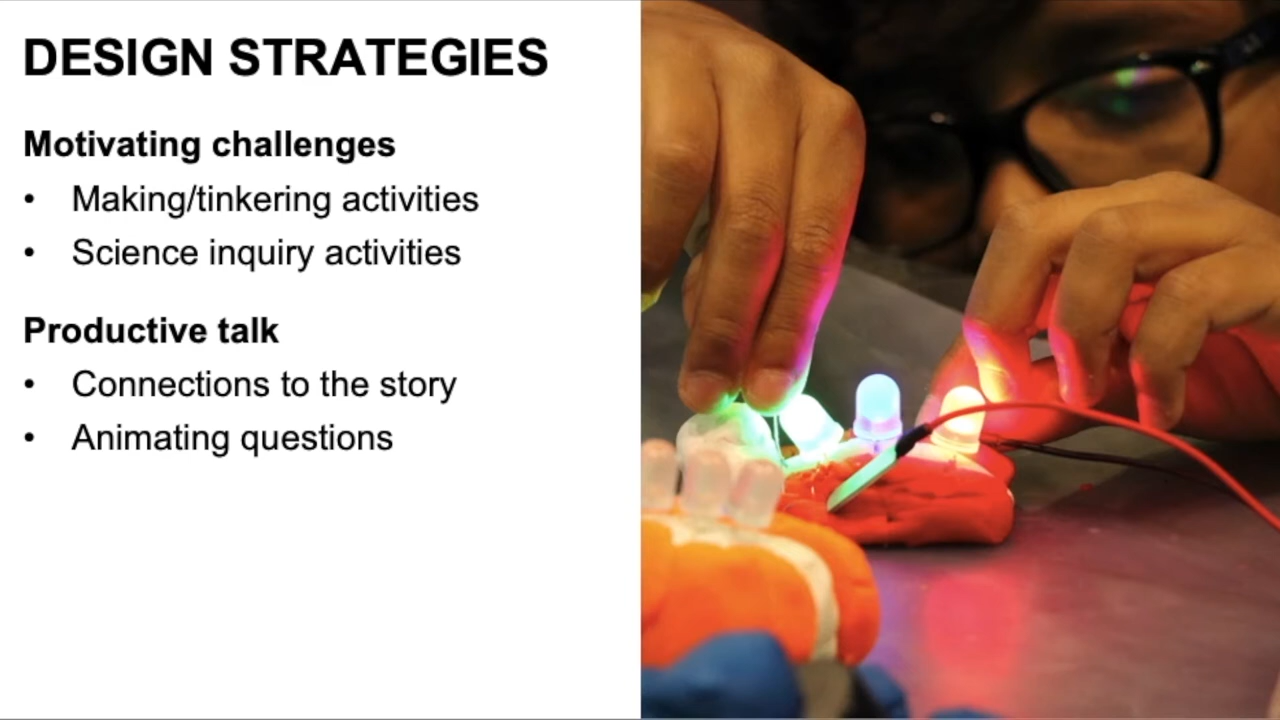 DESIGN STRATEGIES
Motivating challenges
• Making/tinkering activities
• Science inquiry activities
Productive talk
• Connections to the story
• Animating questions